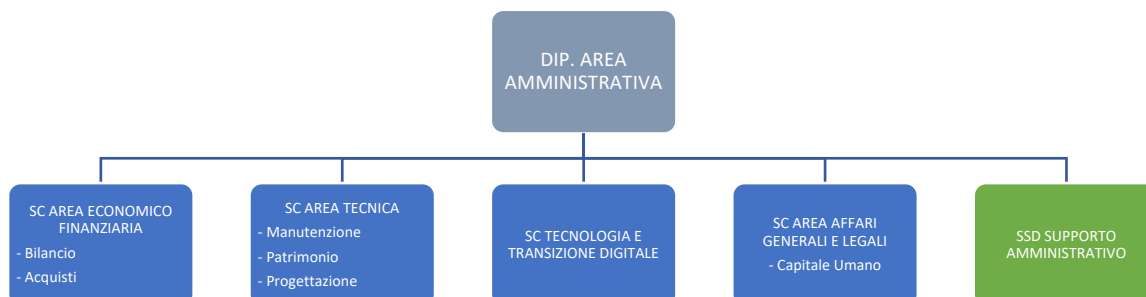 DIP. AREA
AMMINISTRATIVA
SC AREA ECONOMICO
FINANZIARIA
- Bilancio
- Acquisti
SC AREA TECNICA
- Manutenzione
- Patrimonio
- Progettazione
SC TECNOLOGIA E
TRANSIZIONE DIGITALE
SC AREA AFFARI
GENERALI E LEGALI
- Capitale Umano
SSD SUPPORTO
AMMINISTRATIVO